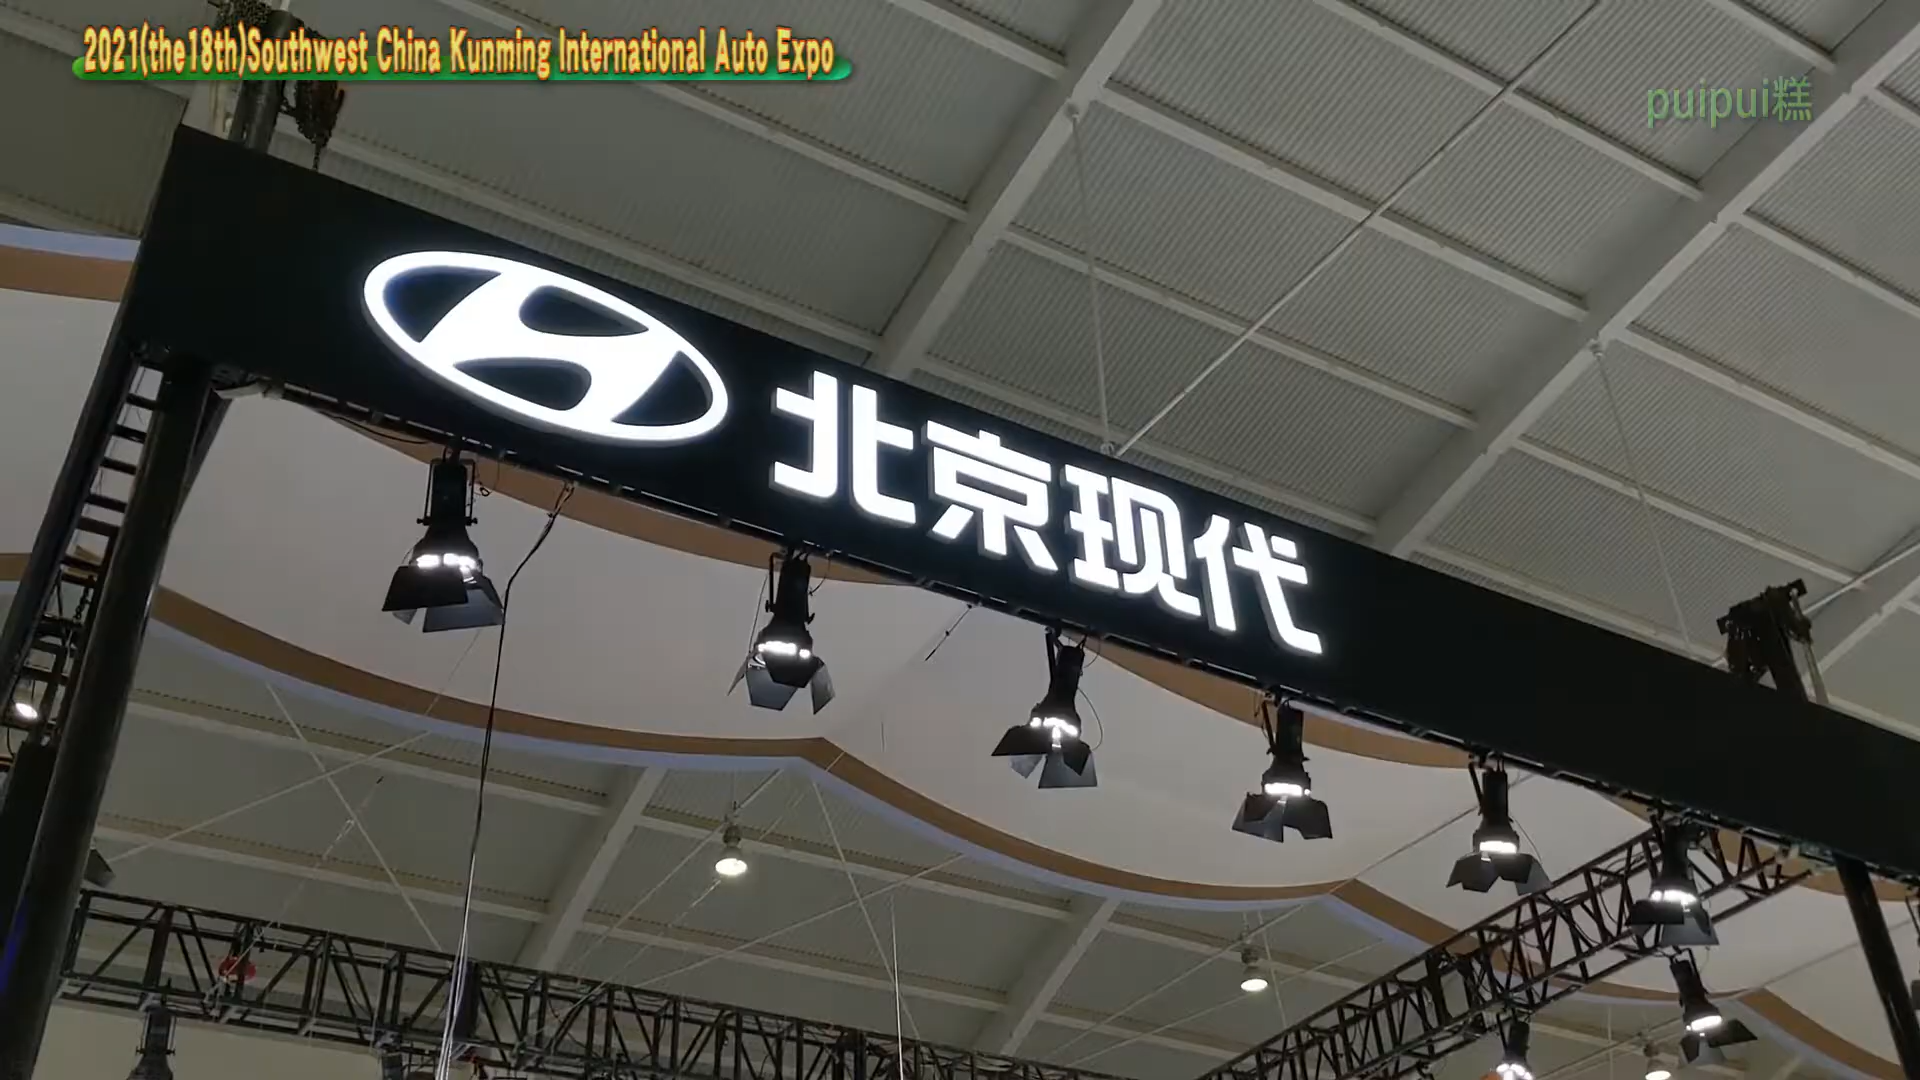 2021(the18th)Southwest China Kunming International Auto Expo
puipui糕
北京现代